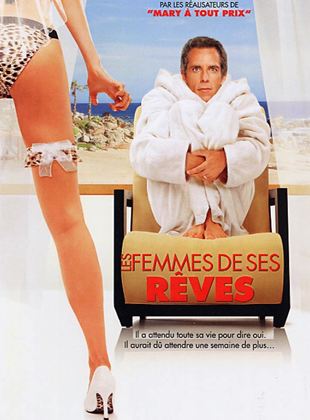 PAR LES RÉALISATEURS DE
"MARY À TOUT PRIX"
LES FEMMES DE SES
RÊVES
Il a attendu toute sa vie pour dire oui.
Il aurait dû attendre une semaine de plus...